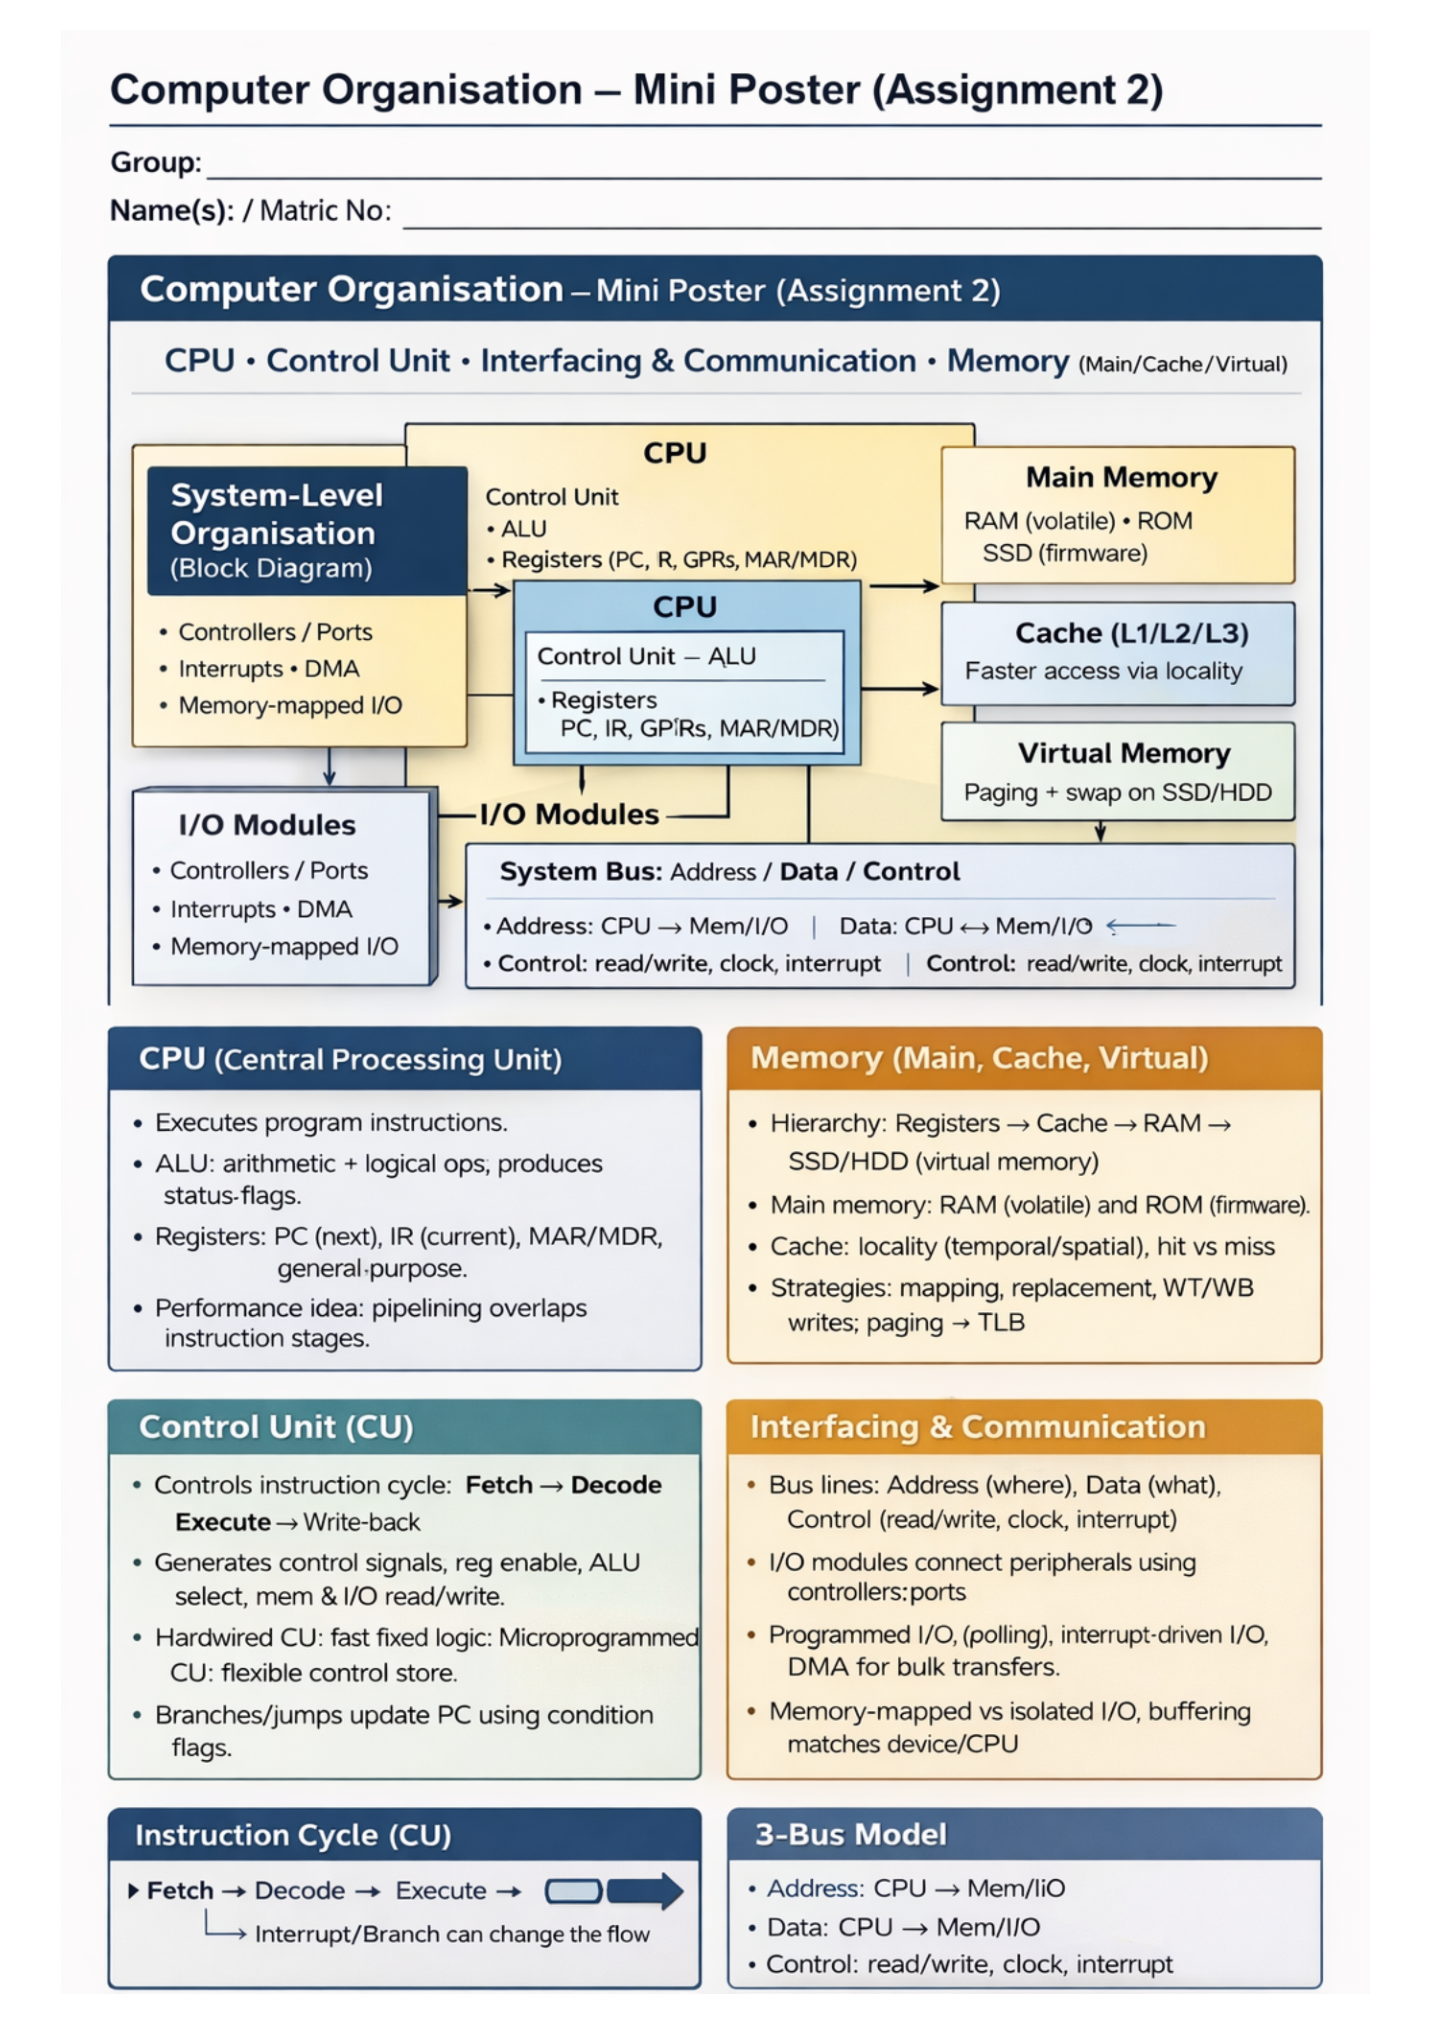 Computer Organisation – Mini Poster (Assignment 2)
Group:
Name(s): / Matric No:
Computer Organisation – Mini Poster (Assignment 2)
CPU • Control Unit • Interfacing & Communication • Memory (Main/Cache/Virtual)
System-Level
Organisation
(Block Diagram)
• Controllers / Ports
• Interrupts • DMA
• Memory-mapped I/O
CPU
Control Unit
• ALU
• Registers (PC, R, GPRs, MAR/MDR)
CPU
Control Unit – ALU
• Registers
PC, IR, GPIRs, MAR/MDR)
Main Memory
RAM (volatile) • ROM
SSD (firmware)
Cache (L1/L2/L3)
Faster access via locality
Virtual Memory
Paging + swap on SSD/HDD
I/O Modules
• Controllers / Ports
• Interrupts • DMA
• Memory-mapped I/O
I/O Modules
System Bus: Address / Data / Control
• Address: CPU → Mem/I/O | Data: CPU ↔ Mem/I/O ←
• Control: read/write, clock, interrupt | Control: read/write, clock, interrupt
CPU (Central Processing Unit)
• Executes program instructions.
• ALU: arithmetic + logical ops; produces
status-flags.
• Registers: PC (next), IR (current), MAR/MDR,
general-purpose.
• Performance idea: pipelining overlaps
instruction stages.
Memory (Main, Cache, Virtual)
• Hierarchy: Registers → Cache → RAM →
SSD/HDD (virtual memory)
• Main memory: RAM (volatile) and ROM (firmware).
• Cache: locality (temporal/spatial), hit vs miss
• Strategies: mapping, replacement, WT/WB
writes; paging → TLB
Control Unit (CU)
• Controls instruction cycle: Fetch → Decode
Execute → Write-back
• Generates control signals, reg enable, ALU
select, mem & I/O read/write.
• Hardwired CU: fast fixed logic: Microprogrammed
CU: flexible control store.
• Branches/jumps update PC using condition
flags.
Interfacing & Communication
• Bus lines: Address (where), Data (what),
Control (read/write, clock, interrupt)
• I/O modules connect peripherals using
controllers:ports
• Programmed I/O, (polling), interrupt-driven I/O,
DMA for bulk transfers.
• Memory-mapped vs isolated I/O, buffering
matches device/CPU
Instruction Cycle (CU)
Fetch → Decode → Execute →
Interrupt/Branch can change the flow
3-Bus Model
• Address: CPU → Mem/IiO
• Data: CPU → Mem/I/O
• Control: read/write, clock, interrupt